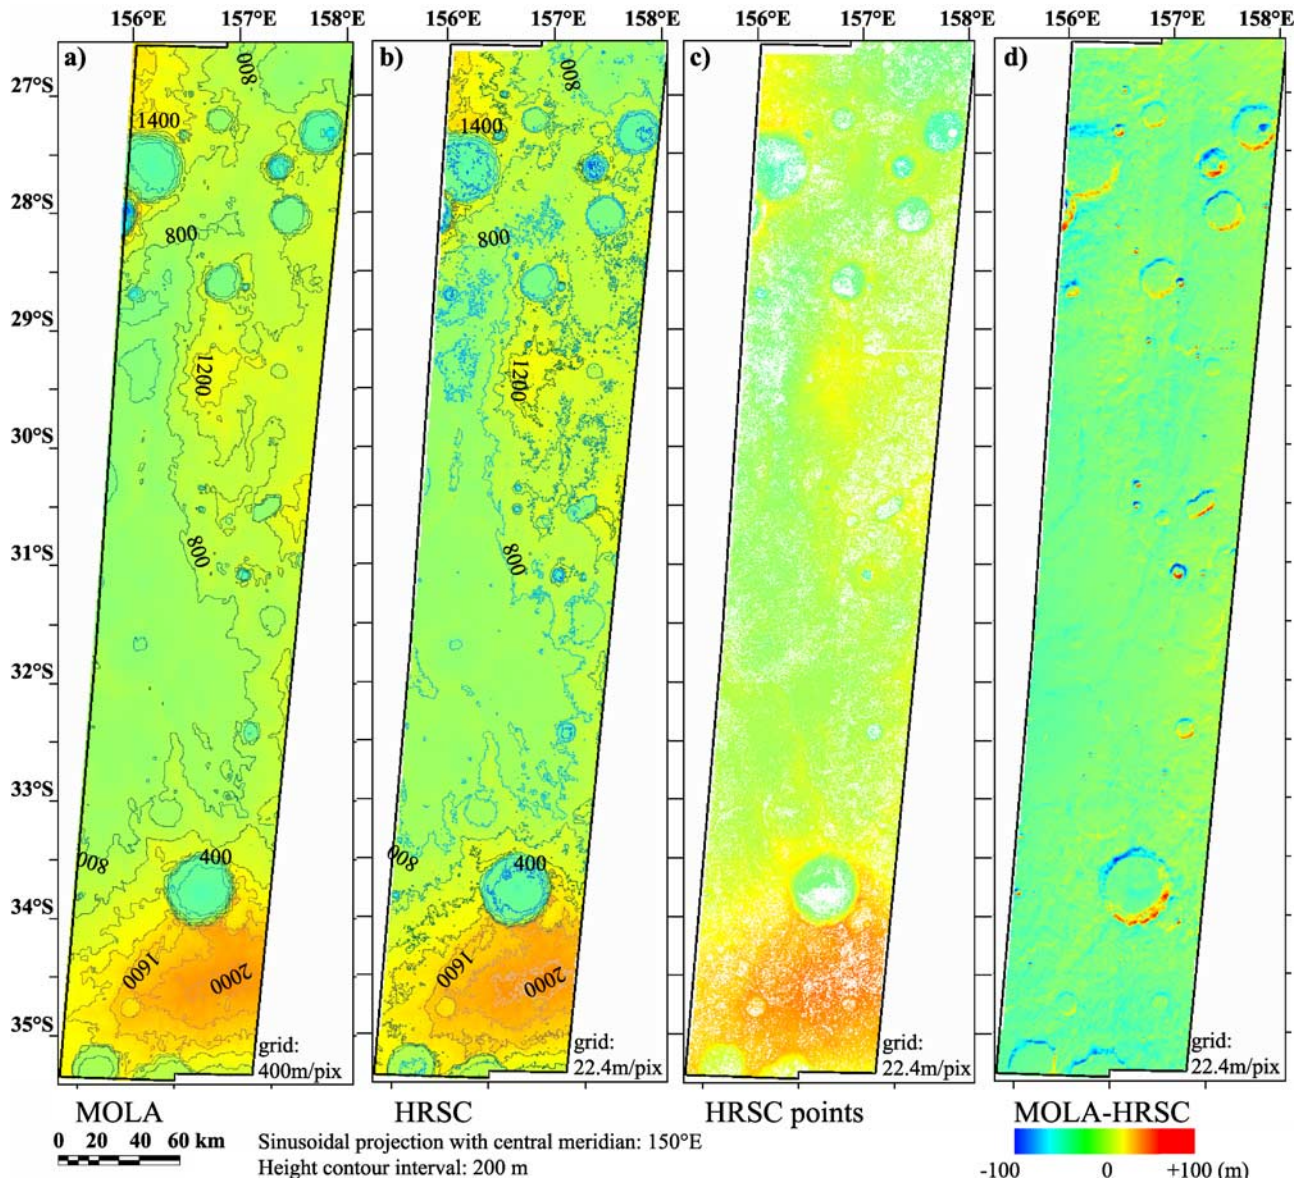 156°E 157°E 158°E 156°E 157°E 158°E 156°E 157°E 158°E 156°E 157°E 158°E
a) b) c) d)
27°S
28°S
29°S
30°S
31°S
32°S
33°S
34°S
35°S
800
1400
800
1200
800
800
400
1600
2000
grid:
400m/pix
800
1400
800
1200
800
800
400
1600
2000
grid:
22.4m/pix
grid:
22.4m/pix
grid:
22.4m/pix
MOLA HRSC HRSC points MOLA-HRSC
0 20 40 60 km
Sinusoidal projection with central meridian: 150°E
Height contour interval: 200 m
-100 0 +100 (m)